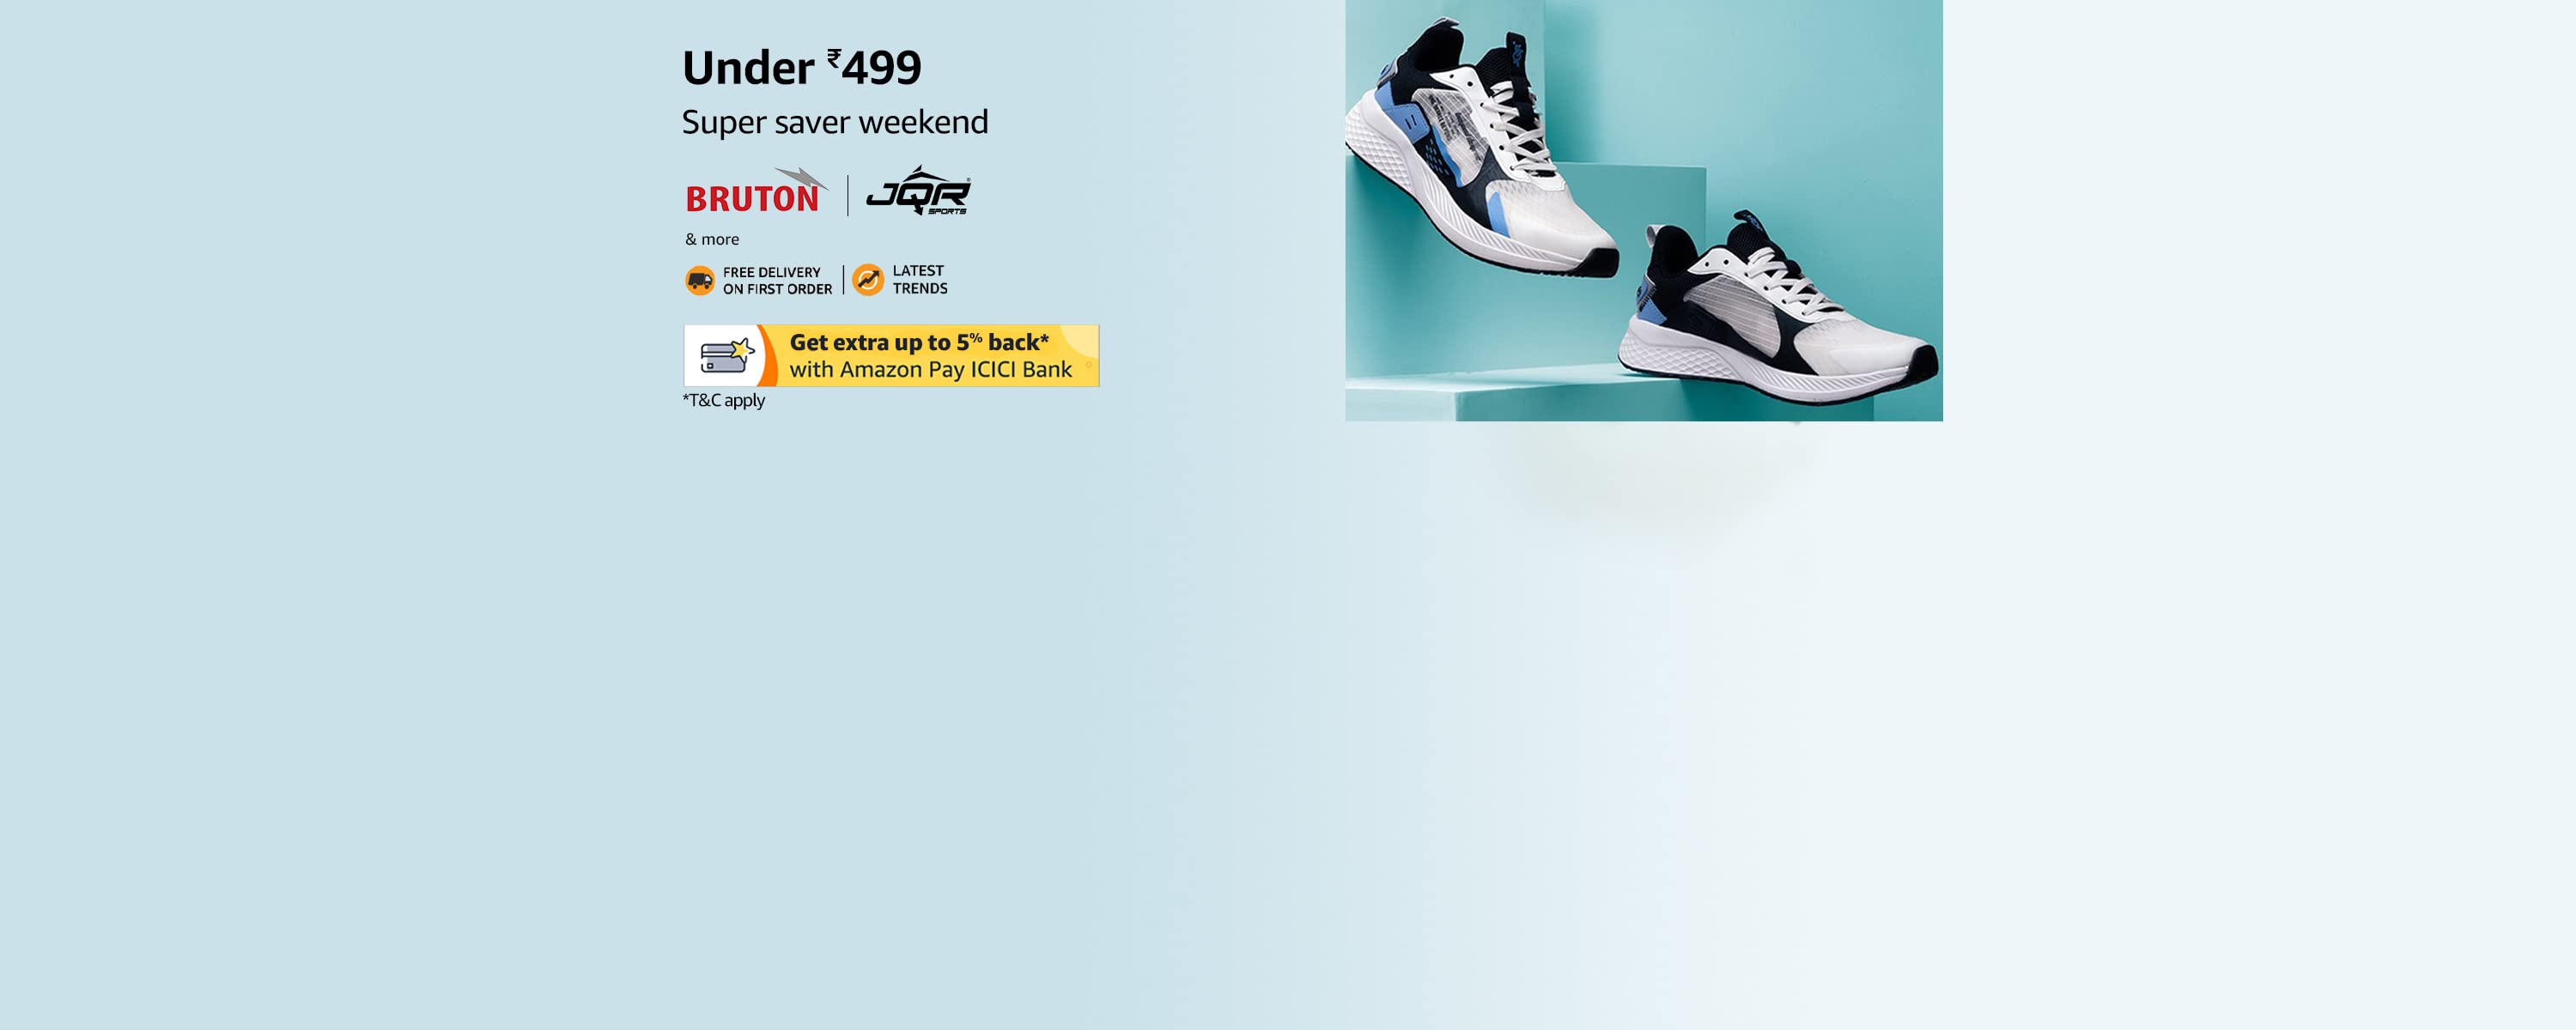 Under ₹499
Super saver weekend
BRUTON
JQR
SPORTS
& more
FREE DELIVERY
ON FIRST ORDER
LATEST
TRENDS
Get extra up to 5% back*
with Amazon Pay ICICI Bank
*T&C apply
JQR